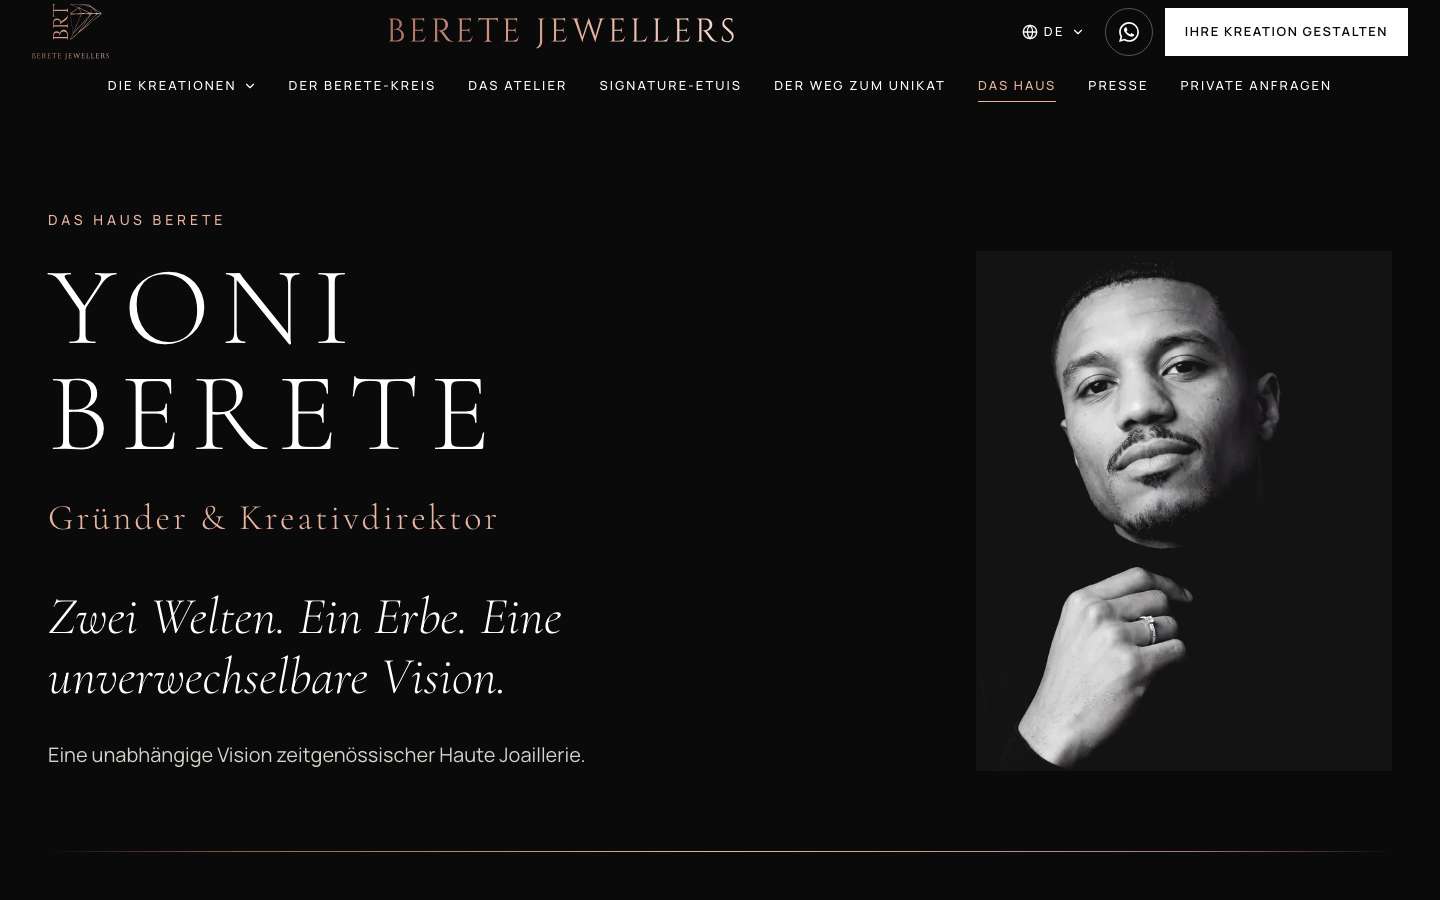 BRT
BERETE JEWELLERS
BERETE JEWELLERS
DE
IHRE KREATION GESTALTEN
DIE KREATIONEN
DER BERETE-KREIS
DAS ATELIER
SIGNATURE-ETUIS
DER WEG ZUM UNIKAT
DAS HAUS
PRESSE
PRIVATE ANFRAGEN
DAS HAUS BERETE
YONI
BERETE
Gründer & Kreativdirektor
Zwei Welten. Ein Erbe. Eine
unverwechselbare Vision.
Eine unabhängige Vision zeitgenössischer Haute Joaillerie.